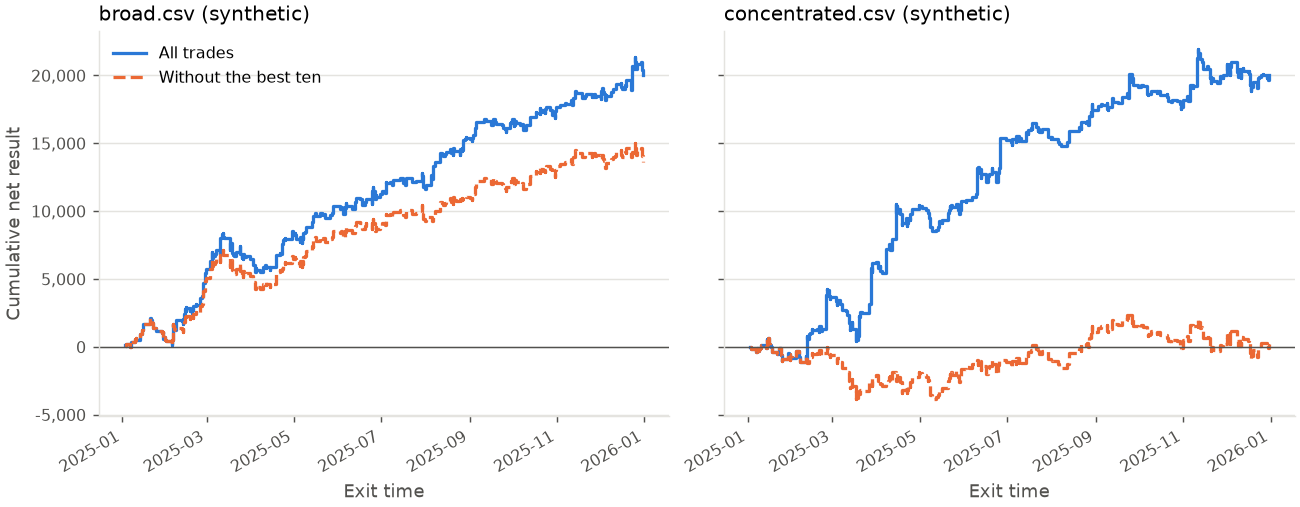 broad.csv (synthetic)
All trades
Without the best ten
Cumulative net result
20,000
15,000
10,000
5,000
0
-5,000
2025-01
2025-03
2025-05
2025-07
2025-09
2025-11
2026-01
Exit time
concentrated.csv (synthetic)
2025-01
2025-03
2025-05
2025-07
2025-09
2025-11
2026-01
Exit time